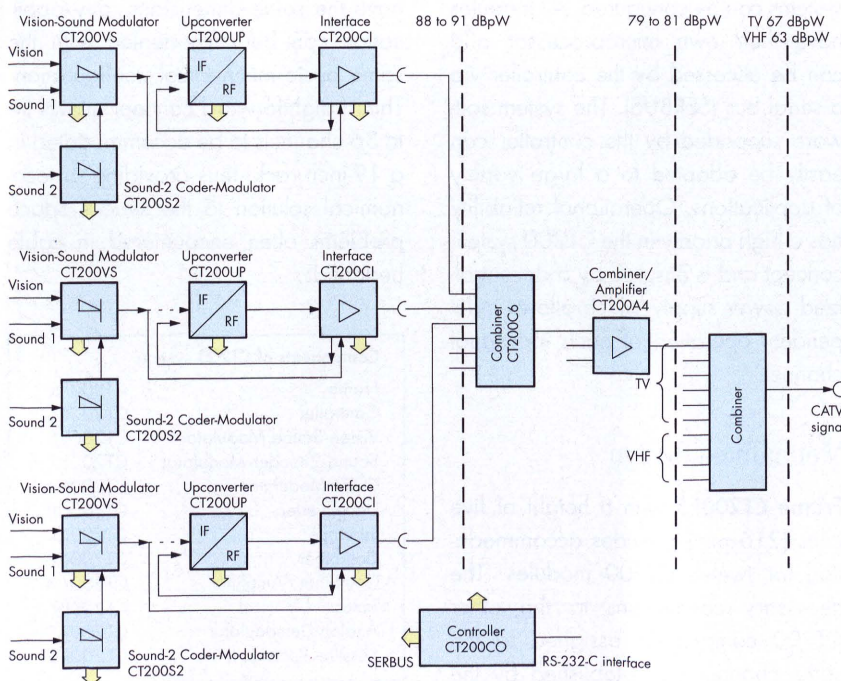 Vision-Sound Modulator
CT200VS
Upconverter
CT200UP
Interface
CT200CI
88 to 91 dBpW
79 to 81 dBpW
TV 67 dBpW
VHF 63 dBpW
Vision
Sound 1
IF
RF
Sound 2
Sound-2 Coder-Modulator
CT200S2
Vision-Sound Modulator
CT200VS
Upconverter
CT200UP
Interface
CT200CI
Vision
Sound 1
IF
RF
Sound 2
Sound-2 Coder-Modulator
CT200S2
Combiner
CT200C6
Combiner/
Amplifier
CT200A4
TV
VHF
Combiner
CATV
signal
Vision-Sound Modulator
CT200VS
Upconverter
CT200UP
Interface
CT200CI
Vision
Sound 1
IF
RF
Sound 2
Sound-2 Coder-Modulator
CT200S2
Controller
CT200CO
SERBUS
RS-232-C interface